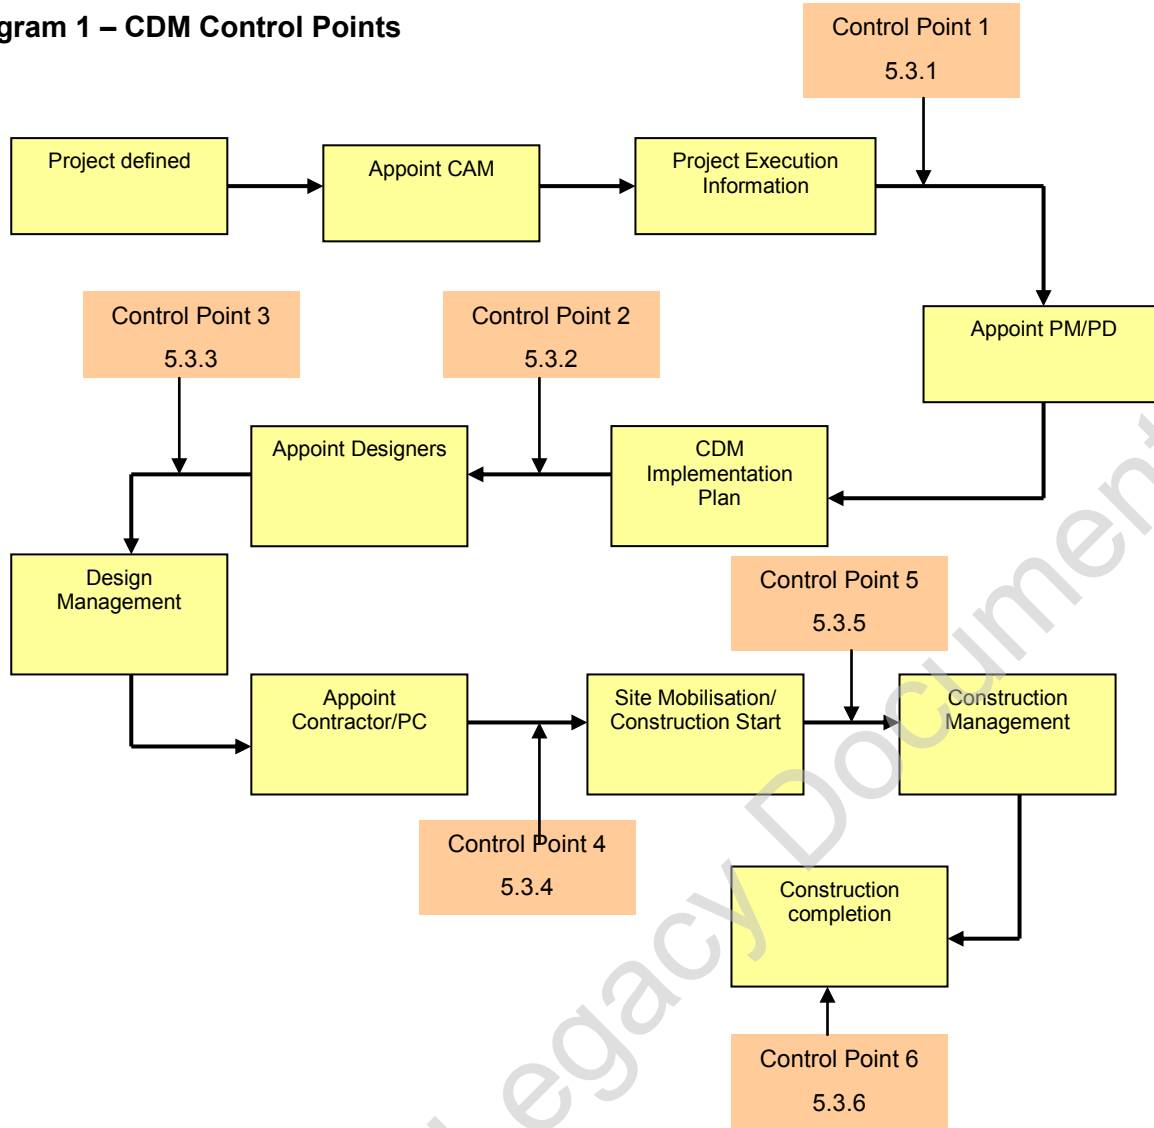 gram 1 – CDM Control Points
Control Point 1
5.3.1
Project defined
Appoint CAM
Project Execution
Information
Control Point 3
5.3.3
Control Point 2
5.3.2
Appoint PM/PD
Appoint Designers
CDM
Implementation
Plan
Design
Management
Control Point 5
5.3.5
Appoint
Contractor/PC
Site Mobilisation/
Construction Start
Construction
Management
Control Point 4
5.3.4
Construction
completion
Control Point 6
5.3.6
Legacy Document